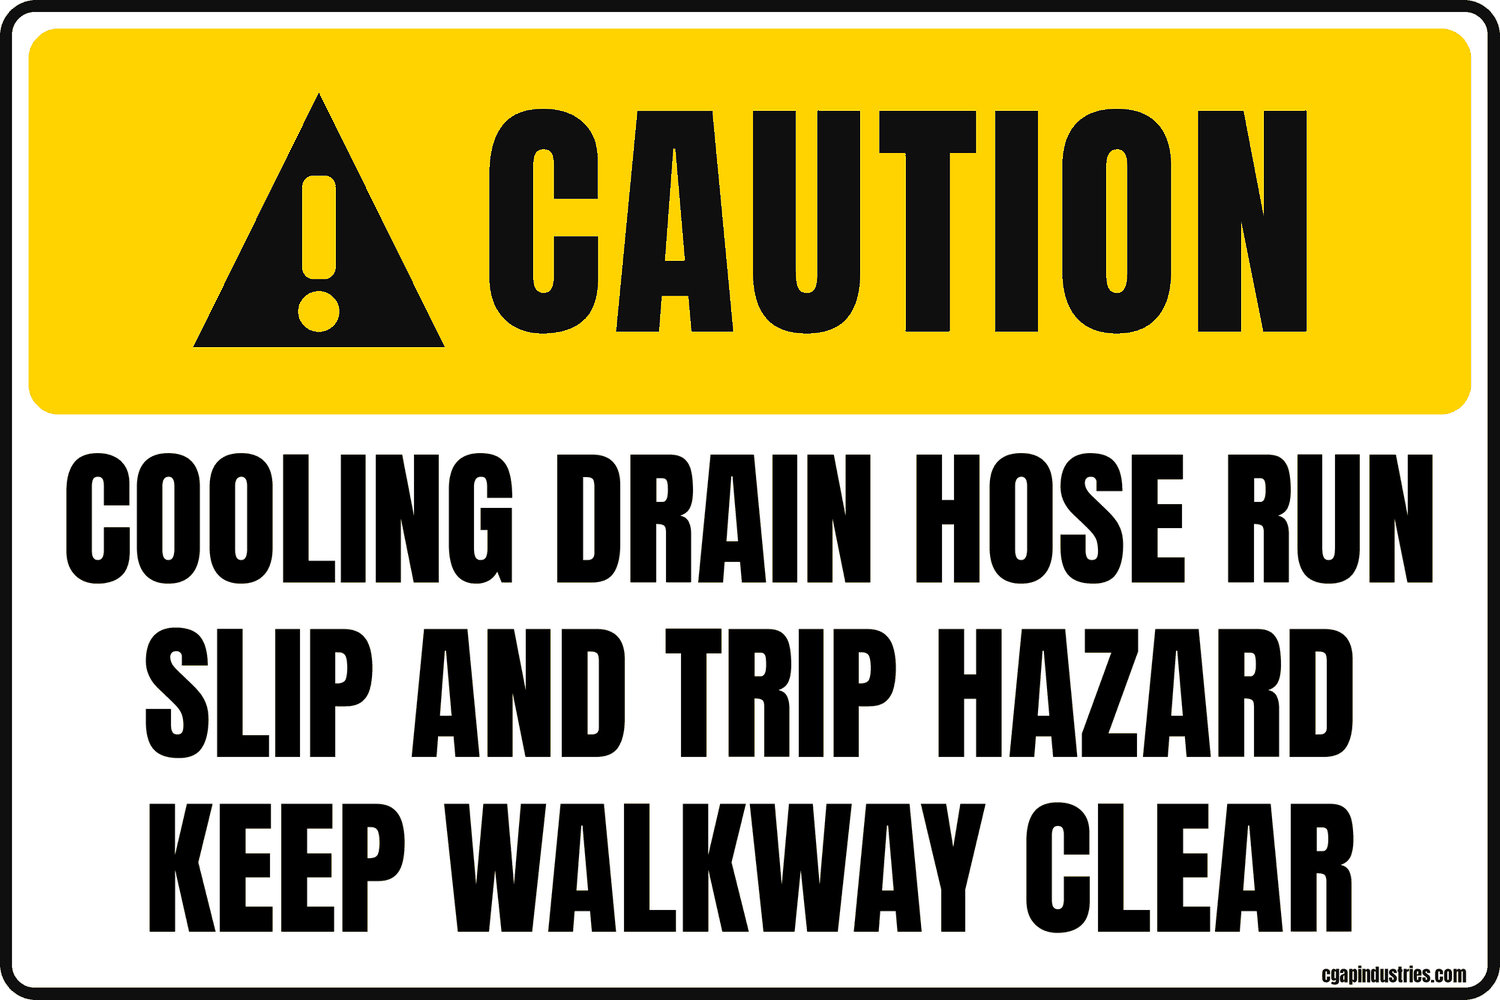 CAUTION
COOLING DRAIN HOSE RUN
SLIP AND TRIP HAZARD
KEEP WALKWAY CLEAR
cgapindustries.com